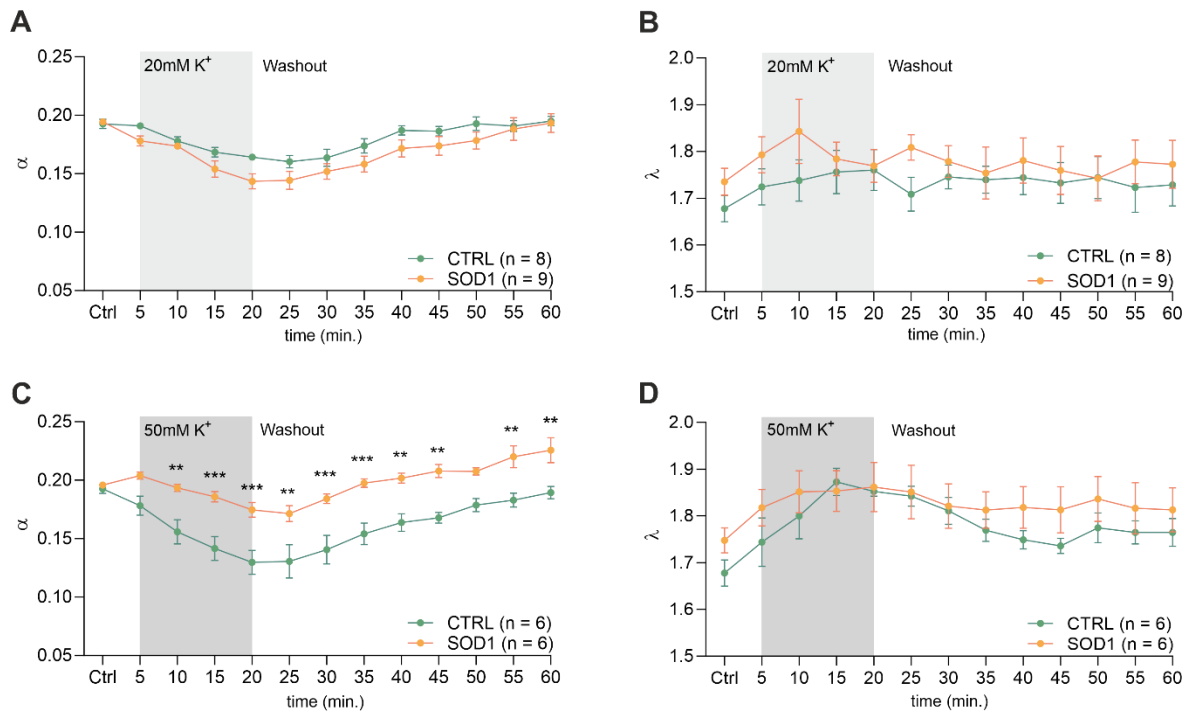 A
0.25
0.20
0.15
0.10
0.05
α
20mM K⁺
Washout
CTRL (n = 8)
SOD1 (n = 9)
Ctrl 5 10 15 20 25 30 35 40 45 50 55 60
time (min.)
B
2.0
1.9
1.8
1.7
1.6
1.5
λ
20mM K⁺
Washout
CTRL (n = 8)
SOD1 (n = 9)
Ctrl 5 10 15 20 25 30 35 40 45 50 55 60
time (min.)
C
0.25
0.20
0.15
0.10
0.05
α
50mM K⁺
Washout
** *** *** ** *** *** ** ** ** **
CTRL (n = 6)
SOD1 (n = 6)
Ctrl 5 10 15 20 25 30 35 40 45 50 55 60
time (min.)
D
2.0
1.9
1.8
1.7
1.6
1.5
λ
50mM K⁺
Washout
CTRL (n = 6)
SOD1 (n = 6)
Ctrl 5 10 15 20 25 30 35 40 45 50 55 60
time (min.)